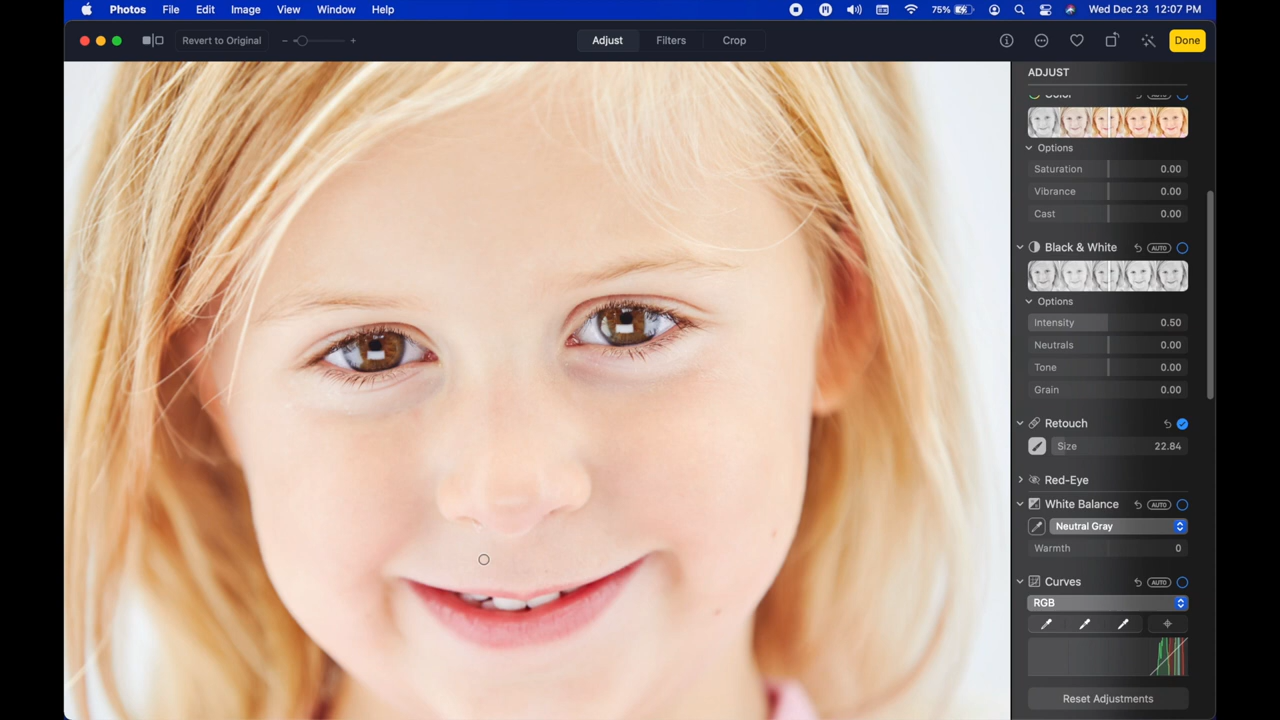 Photos File Edit Image View Window Help 75% Wed Dec 23 12:07 PM
Revert to Original - + Adjust Filters Crop Done
ADJUST
Color AUTO
Options
Saturation 0.00
Vibrance 0.00
Cast 0.00
Black & White AUTO
Options
Intensity 0.50
Neutrals 0.00
Tone 0.00
Grain 0.00
Retouch
Size 22.84
Red-Eye
White Balance AUTO
Neutral Gray
Warmth 0
Curves AUTO
RGB
Reset Adjustments